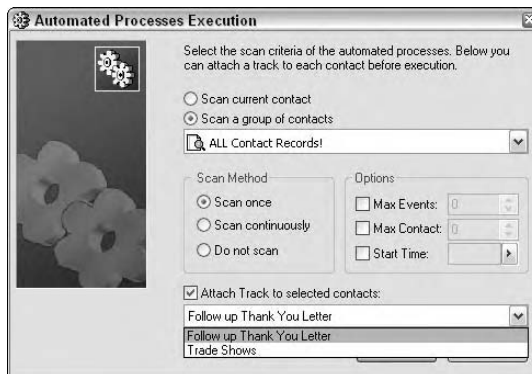 Automated Processes Execution
Select the scan criteria of the automated processes. Below you
can attach a track to each contact before execution.
Scan current contact
Scan a group of contacts
ALL Contact Records!
Scan Method
Scan once
Scan continuously
Do not scan
Options
Max Events: 0
Max Contact: 0
Start Time:
Attach Track to selected contacts:
Follow up Thank You Letter
Follow up Thank You Letter
Trade Shows